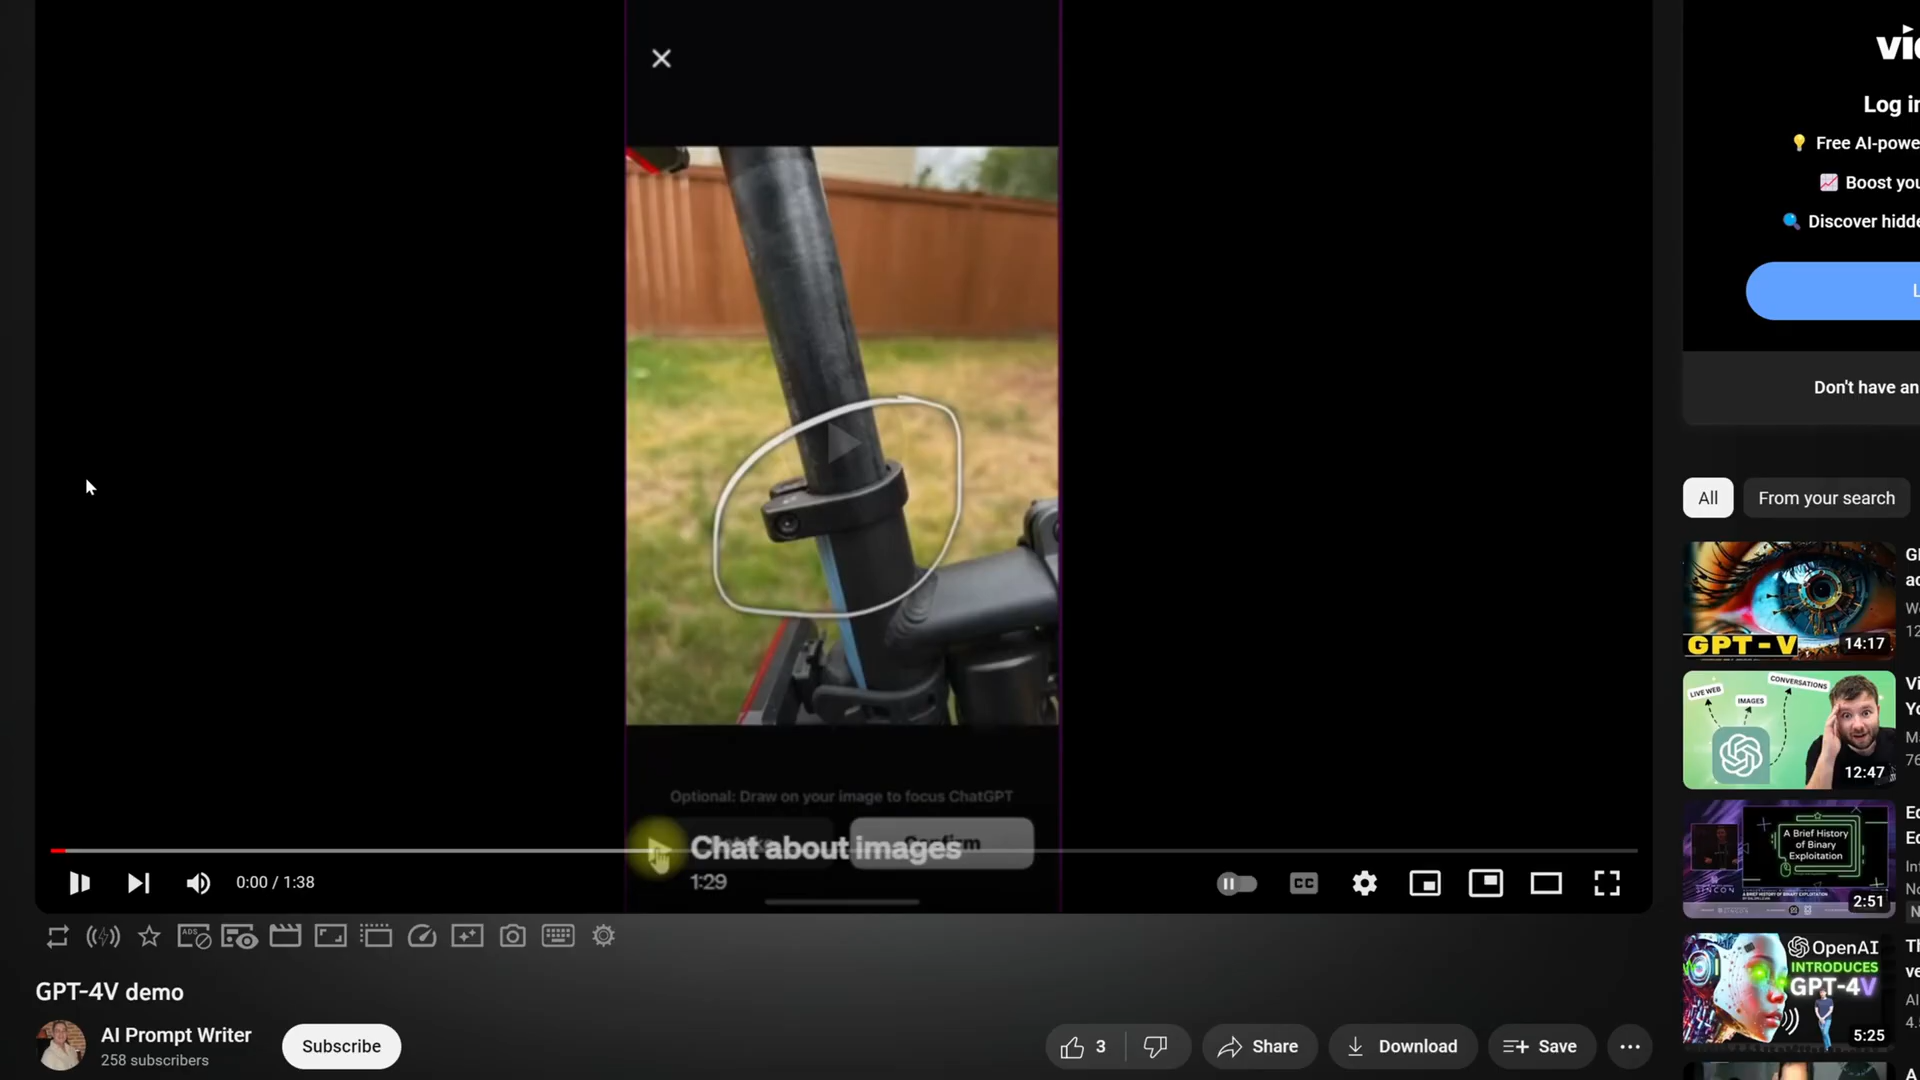 Optional: Draw on your image to focus ChatGPT
Chat about images
1:29
0:00 / 1:38
CC
GPT-4V demo
AI Prompt Writer
258 subscribers
Subscribe
3
Share
Download
Save
Log in
Free AI-powe
Boost you
Discover hidde
L
Don't have an
All
From your search
GPT-V
14:17
LIVE WEB
IMAGES
CONVERSATIONS
12:47
A Brief History
of Binary
Exploitation
2:51
OpenAI
INTRODUCES
GPT-4V
5:25